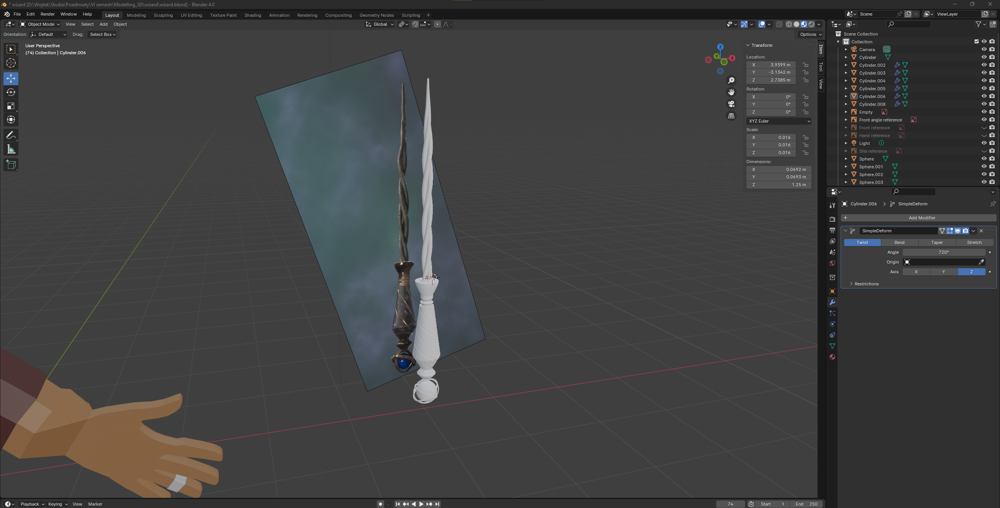 * wizard [D:\Wojtek\Studia\Przedmioty\VI semestr\Modelling_3D\wizard\wizard.blend] - Blender 4.0
File Edit Render Window Help Layout Modeling Sculpting UV Editing Texture Paint Shading Animation Rendering Compositing Geometry Nodes Scripting + Scene ViewLayer
Object Mode View Select Add Object Global
Orientation: Default Drag: Select Box Options
User Perspective
(74) Collection | Cylinder.006
Z
Y
X
Item
Tool
View
Transform
Location:
X 3.9399 m
Y -3.1342 m
Z 2.7385 m
Rotation:
X 0°
Y 0°
Z 0°
XYZ Euler
Scale:
X 0.016
Y 0.016
Z 0.016
Dimensions:
X 0.0692 m
Y 0.0693 m
Z 1.25 m
Scene Collection
Collection
Camera
Cylinder
Cylinder.002
Cylinder.003
Cylinder.004
Cylinder.005
Cylinder.006
Cylinder.008
Empty
Front angle reference
Front reference
Hand reference
Light
Site reference
Sphere
Sphere.001
Sphere.002
Sphere.003
Cylinder.006 > SimpleDeform
+ Add Modifier
SimpleDeform
Twist Bend Taper Stretch
Angle 720°
Origin
Axis X Y Z
Restrictions
Playback Keying View Marker 74 Start 1 End 250